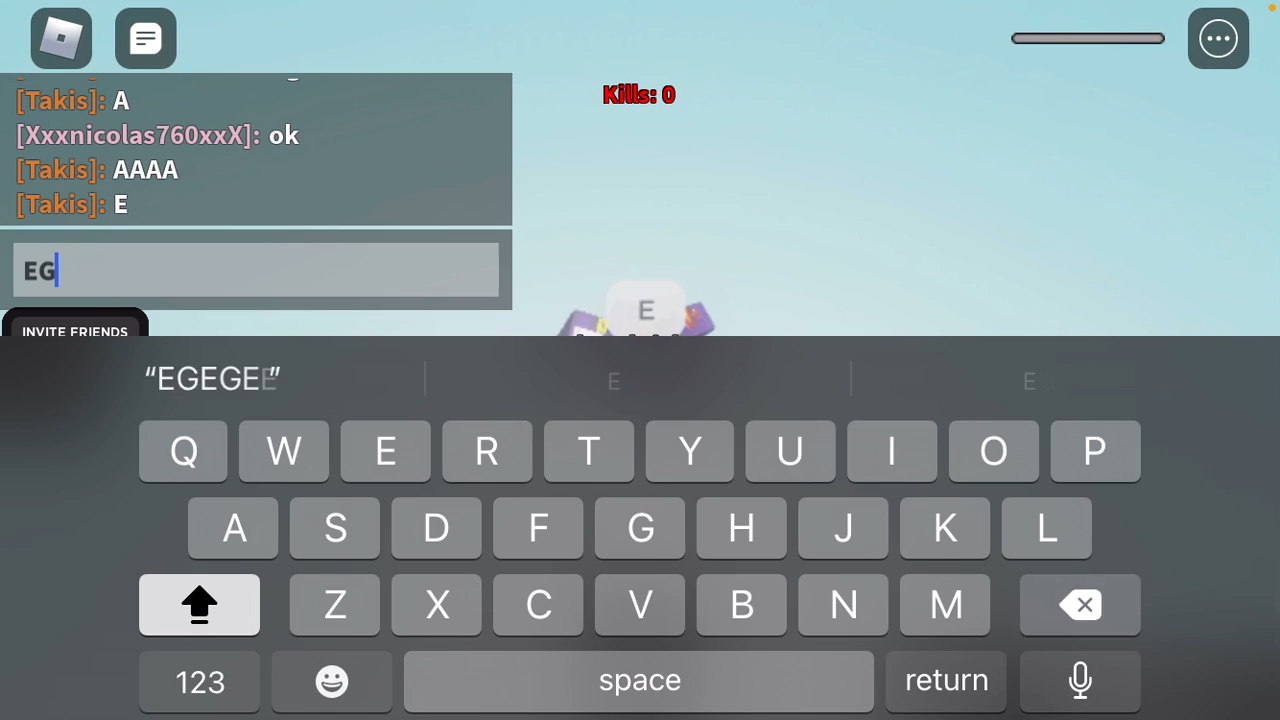 Kills: 0
[Takis]: A
[Xxxnicolas760xxX]: ok
[Takis]: AAAA
[Takis]: E
EG
E
INVITE FRIENDS
“EGEGEE” E E
Q W E R T Y U I O P
A S D F G H J K L
Z X C V B N M
123 space return